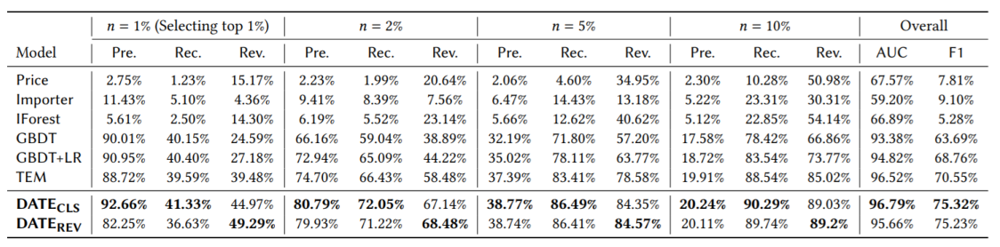 n = 1% (Selecting top 1%) n = 2% n = 5% n = 10% Overall
Model Pre. Rec. Rev. Pre. Rec. Rev. Pre. Rec. Rev. Pre. Rec. Rev. AUC F1
Price 2.75% 1.23% 15.17% 2.23% 1.99% 20.64% 2.06% 4.60% 34.95% 2.30% 10.28% 50.98% 67.57% 7.81%
Importer 11.43% 5.10% 4.36% 9.41% 8.39% 7.56% 6.47% 14.43% 13.18% 5.22% 23.31% 30.31% 59.20% 9.10%
IForest 5.61% 2.50% 14.30% 6.19% 5.52% 23.14% 5.66% 12.62% 40.62% 5.12% 22.85% 54.14% 66.89% 5.28%
GBDT 90.01% 40.15% 24.59% 66.16% 59.04% 38.89% 32.19% 71.80% 57.20% 17.58% 78.42% 66.86% 93.38% 63.69%
GBDT+LR 90.95% 40.40% 27.18% 72.94% 65.09% 44.22% 35.02% 78.11% 63.77% 18.72% 83.54% 73.77% 94.82% 68.76%
TEM 88.72% 39.59% 39.48% 74.70% 66.43% 58.48% 37.39% 83.41% 78.58% 19.91% 88.54% 85.02% 96.52% 70.55%
DATE_CLS 92.66% 41.33% 44.97% 80.79% 72.05% 67.14% 38.77% 86.49% 84.35% 20.24% 90.29% 89.03% 96.79% 75.32%
DATE_REV 82.25% 36.63% 49.29% 79.93% 71.22% 68.48% 38.74% 86.41% 84.57% 20.11% 89.74% 89.2% 95.66% 75.23%